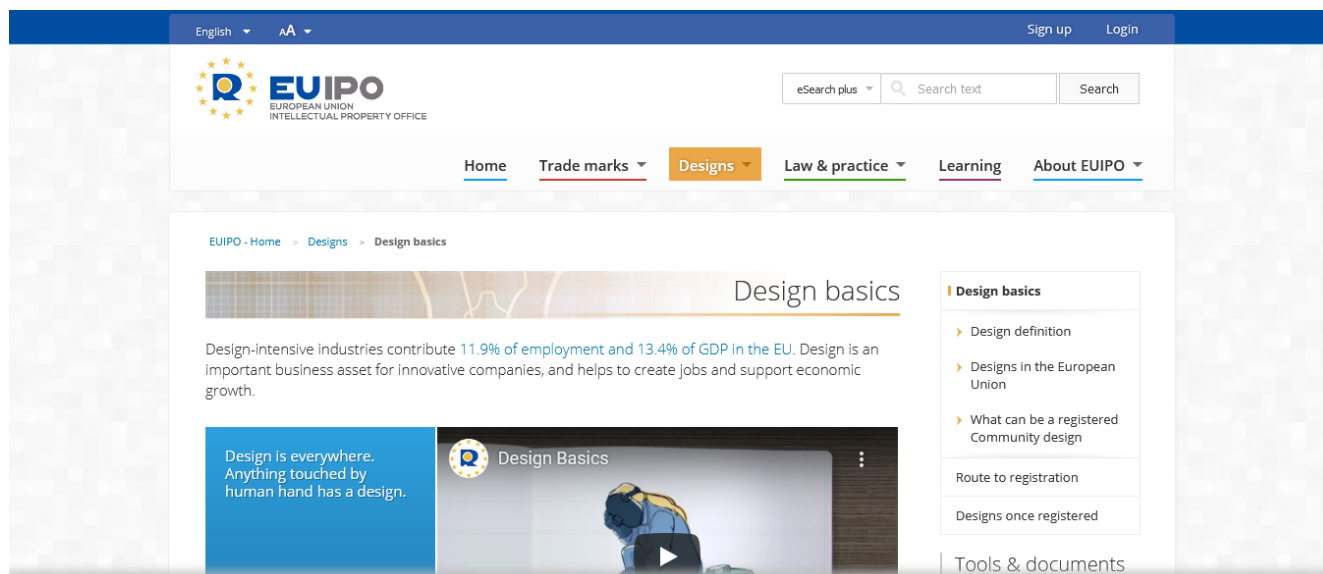 English
AA
Sign up
Login
EUIPO
EUROPEAN UNION
INTELLECTUAL PROPERTY OFFICE
eSearch plus
Search text
Search
Home
Trade marks
Designs
Law & practice
Learning
About EUIPO
EUIPO - Home > Designs > Design basics
Design basics
Design-intensive industries contribute 11.9% of employment and 13.4% of GDP in the EU. Design is an
important business asset for innovative companies, and helps to create jobs and support economic
growth.
Design is everywhere.
Anything touched by
human hand has a design.
Design Basics
Design basics
Design definition
Designs in the European
Union
What can be a registered
Community design
Route to registration
Designs once registered
Tools & documents